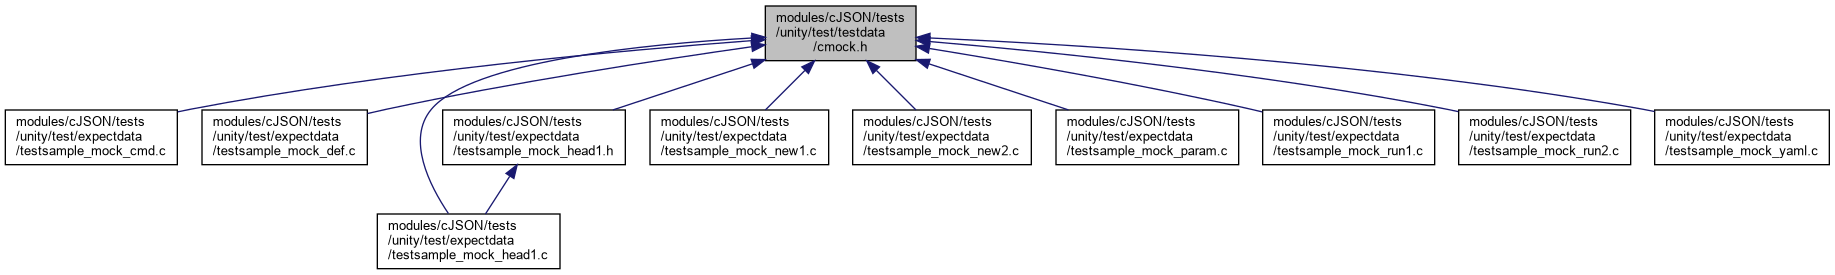 modules/cJSON/tests
/unity/test/testdata
/cmock.h
modules/cJSON/tests
/unity/test/expectdata
/testsample_mock_cmd.c
modules/cJSON/tests
/unity/test/expectdata
/testsample_mock_def.c
modules/cJSON/tests
/unity/test/expectdata
/testsample_mock_head1.h
modules/cJSON/tests
/unity/test/expectdata
/testsample_mock_new1.c
modules/cJSON/tests
/unity/test/expectdata
/testsample_mock_new2.c
modules/cJSON/tests
/unity/test/expectdata
/testsample_mock_param.c
modules/cJSON/tests
/unity/test/expectdata
/testsample_mock_run1.c
modules/cJSON/tests
/unity/test/expectdata
/testsample_mock_run2.c
modules/cJSON/tests
/unity/test/expectdata
/testsample_mock_yaml.c
modules/cJSON/tests
/unity/test/expectdata
/testsample_mock_head1.c